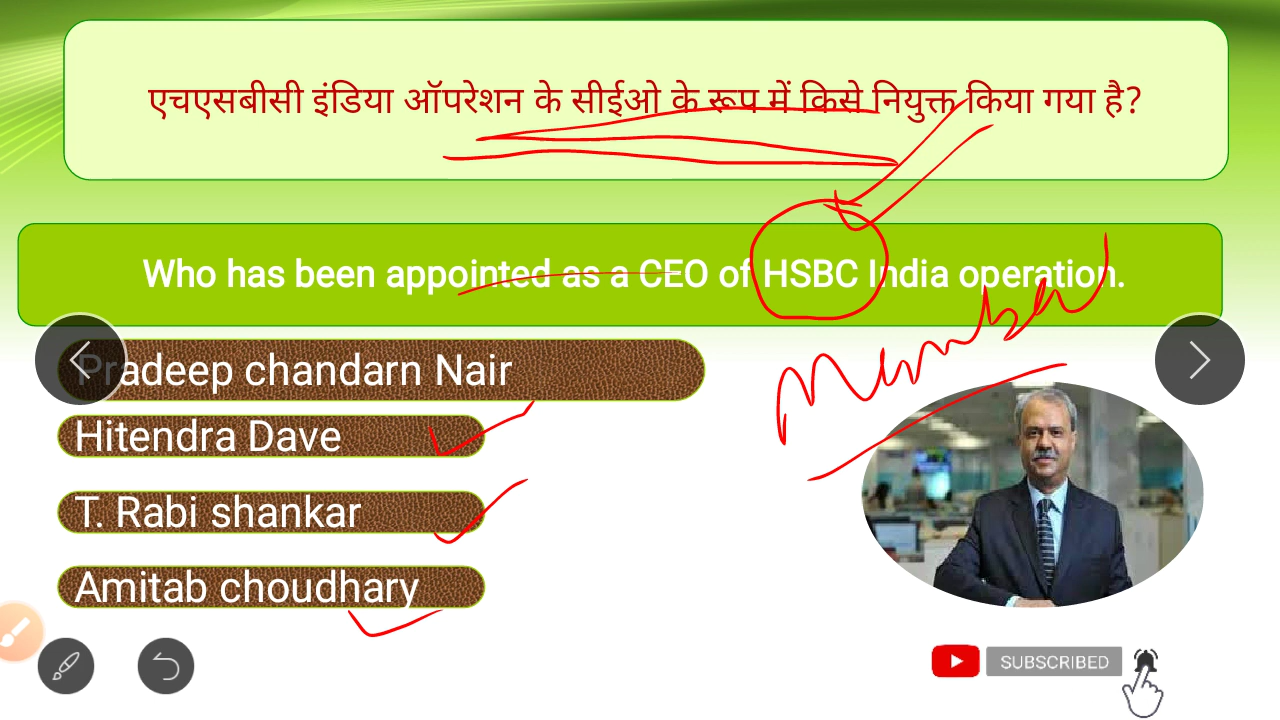 एचएसबीसी इंडिया ऑपरेशन के सीईओ के रूप में किसे नियुक्त किया गया है?
Who has been appointed as a CEO of HSBC India operation.
Pradeep chandarn Nair
Hitendra Dave
T. Rabi shankar
Amitab choudhary
SUBSCRIBED